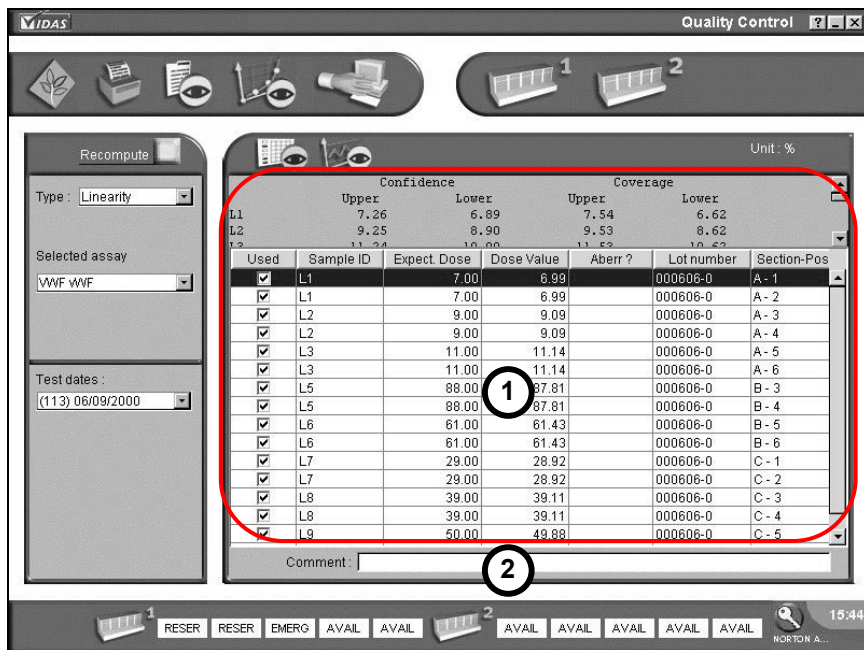 VIDAS Quality Control ? _ X
1 2
Recompute
Unit : %
Type : Linearity
Selected assay
VWF vWF
Test dates :
(113) 06/09/2000
Confidence Coverage
Upper Lower Upper Lower
L1 7.26 6.89 7.54 6.62
L2 9.25 8.90 9.53 8.62
Used Sample ID Expect. Dose Dose Value Aberr ? Lot number Section-Pos
L1 7.00 6.99 000606-0 A - 1
L1 7.00 6.99 000606-0 A - 2
L2 9.00 9.09 000606-0 A - 3
L2 9.00 9.09 000606-0 A - 4
L3 11.00 11.14 000606-0 A - 5
L3 11.00 11.14 000606-0 A - 6
L5 88.00 87.81 000606-0 B - 3
L5 88.00 87.81 000606-0 B - 4
L6 61.00 61.43 000606-0 B - 5
L6 61.00 61.43 000606-0 B - 6
L7 29.00 28.92 000606-0 C - 1
L7 29.00 28.92 000606-0 C - 2
L8 39.00 39.11 000606-0 C - 3
L8 39.00 39.11 000606-0 C - 4
L9 50.00 49.88 000606-0 C - 5
1
Comment :
2
1 RESER RESER EMERG AVAIL AVAIL 2 AVAIL AVAIL AVAIL AVAIL AVAIL 15:44
NORTON A...